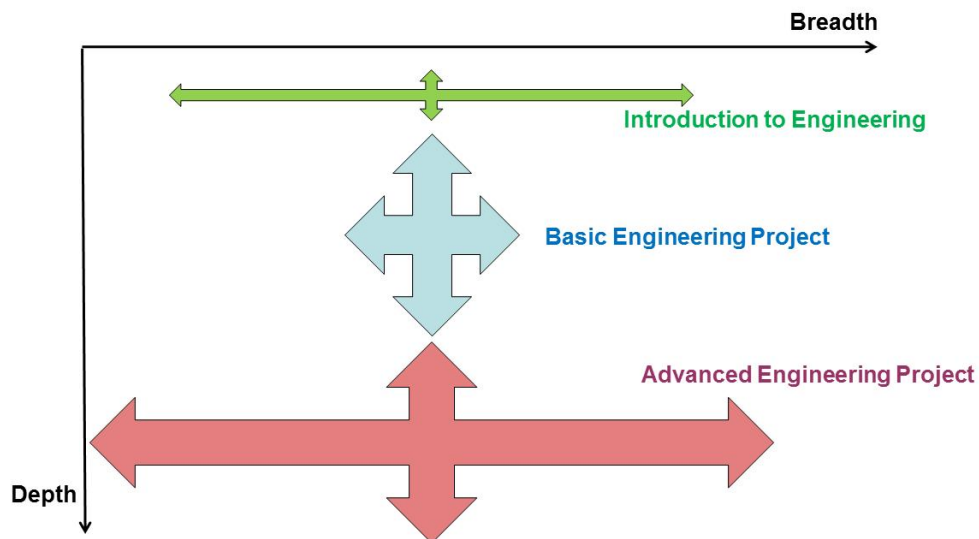 Breadth
Introduction to Engineering
Basic Engineering Project
Advanced Engineering Project
Depth